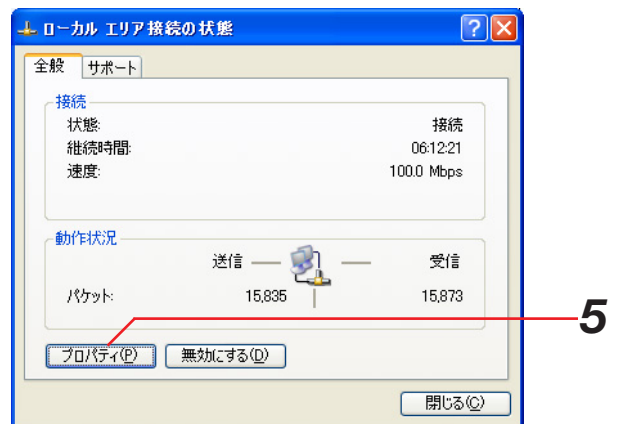 ローカル エリア接続の状態
全般 サポート
接続
状態: 接続
継続時間: 06:12:21
速度: 100.0 Mbps
動作状況
送信 受信
パケット: 15,835 15,873
5
プロパティ(P) 無効にする(D)
閉じる(C)